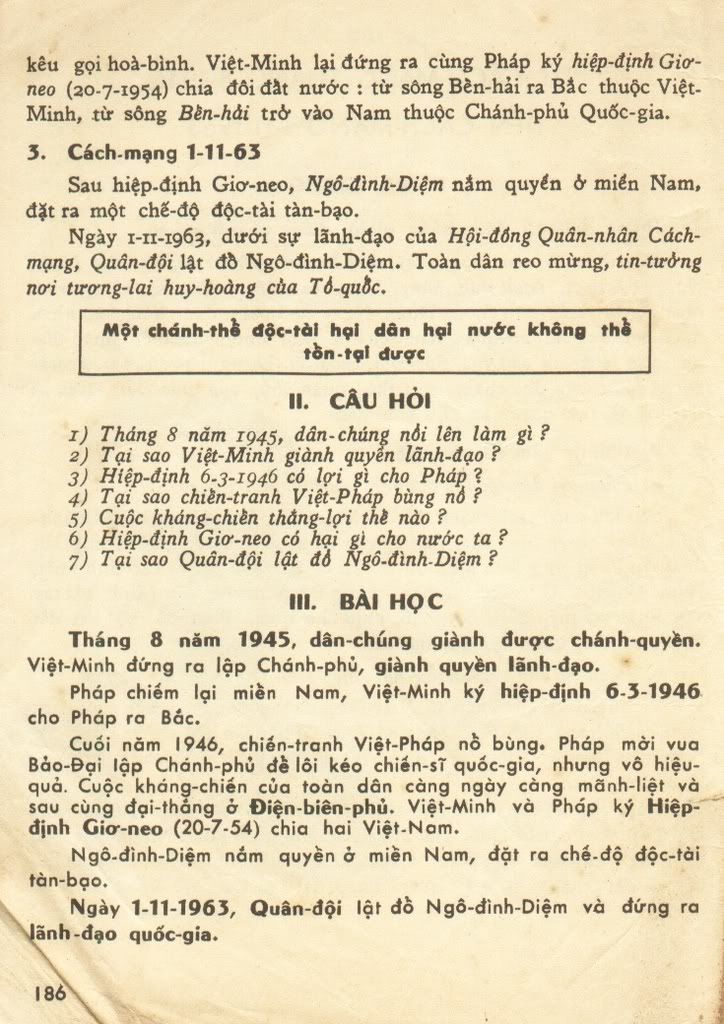 kêu gọi hoà-bình. Việt-Minh lại đứng ra cùng Pháp ký hiệp-định Giơ-
neo (20-7-1954) chia đôi đất nước : từ sông Bền-hải ra Bắc thuộc Việt-
Minh, từ sông Bền-hải trở vào Nam thuộc Chánh-phủ Quốc-gia.
3. Cách-mạng 1-11-63
Sau hiệp-định Giơ-neo, Ngô-đình-Diệm nắm quyền ở miền Nam,
đặt ra một chế-độ độc-tài tàn-bạo.
Ngày 1-11-1963, dưới sự lãnh-đạo của Hội-đồng Quân-nhân Cách-
mạng, Quân-đội lật đổ Ngô-đình-Diệm. Toàn dân reo mừng, tin-tưởng
nơi tương-lai huy-hoàng của Tổ-quốc.
Một chánh-thể độc-tài hại dân hại nước không thể
tồn-tại được
II. CÂU HỎI
1) Tháng 8 năm 1945, dân-chúng nổi lên làm gì ?
2) Tại sao Việt-Minh giành quyền lãnh-đạo ?
3) Hiệp-định 6-3-1946 có lợi gì cho Pháp ?
4) Tại sao chiến-tranh Việt-Pháp bùng nổ ?
5) Cuộc kháng-chiến thắng-lợi thế nào ?
6) Hiệp-định Giơ-neo có hại gì cho nước ta ?
7) Tại sao Quân-đội lật đổ Ngô-đình-Diệm ?
III. BÀI HỌC
Tháng 8 năm 1945, dân-chúng giành được chánh-quyền.
Việt-Minh đứng ra lập Chánh-phủ, giành quyền lãnh-đạo.
Pháp chiếm lại miền Nam, Việt-Minh ký hiệp-định 6-3-1946
cho Pháp ra Bắc.
Cuối năm 1946, chiến-tranh Việt-Pháp nổ bùng. Pháp mời vua
Bảo-Đại lập Chánh-phủ để lôi kéo chiến-sĩ quốc-gia, nhưng vô hiệu-
quả. Cuộc kháng-chiến của toàn dân càng ngày càng mãnh-liệt và
sau cùng đại-thắng ở Điện-biên-phủ. Việt-Minh và Pháp ký Hiệp-
định Giơ-neo (20-7-54) chia hai Việt-Nam.
Ngô-đình-Diệm nắm quyền ở miền Nam, đặt ra chế-độ độc-tài
tàn-bạo.
Ngày 1-11-1963, Quân-đội lật đổ Ngô-đình-Diệm và đứng ra
lãnh-đạo quốc-gia.
186